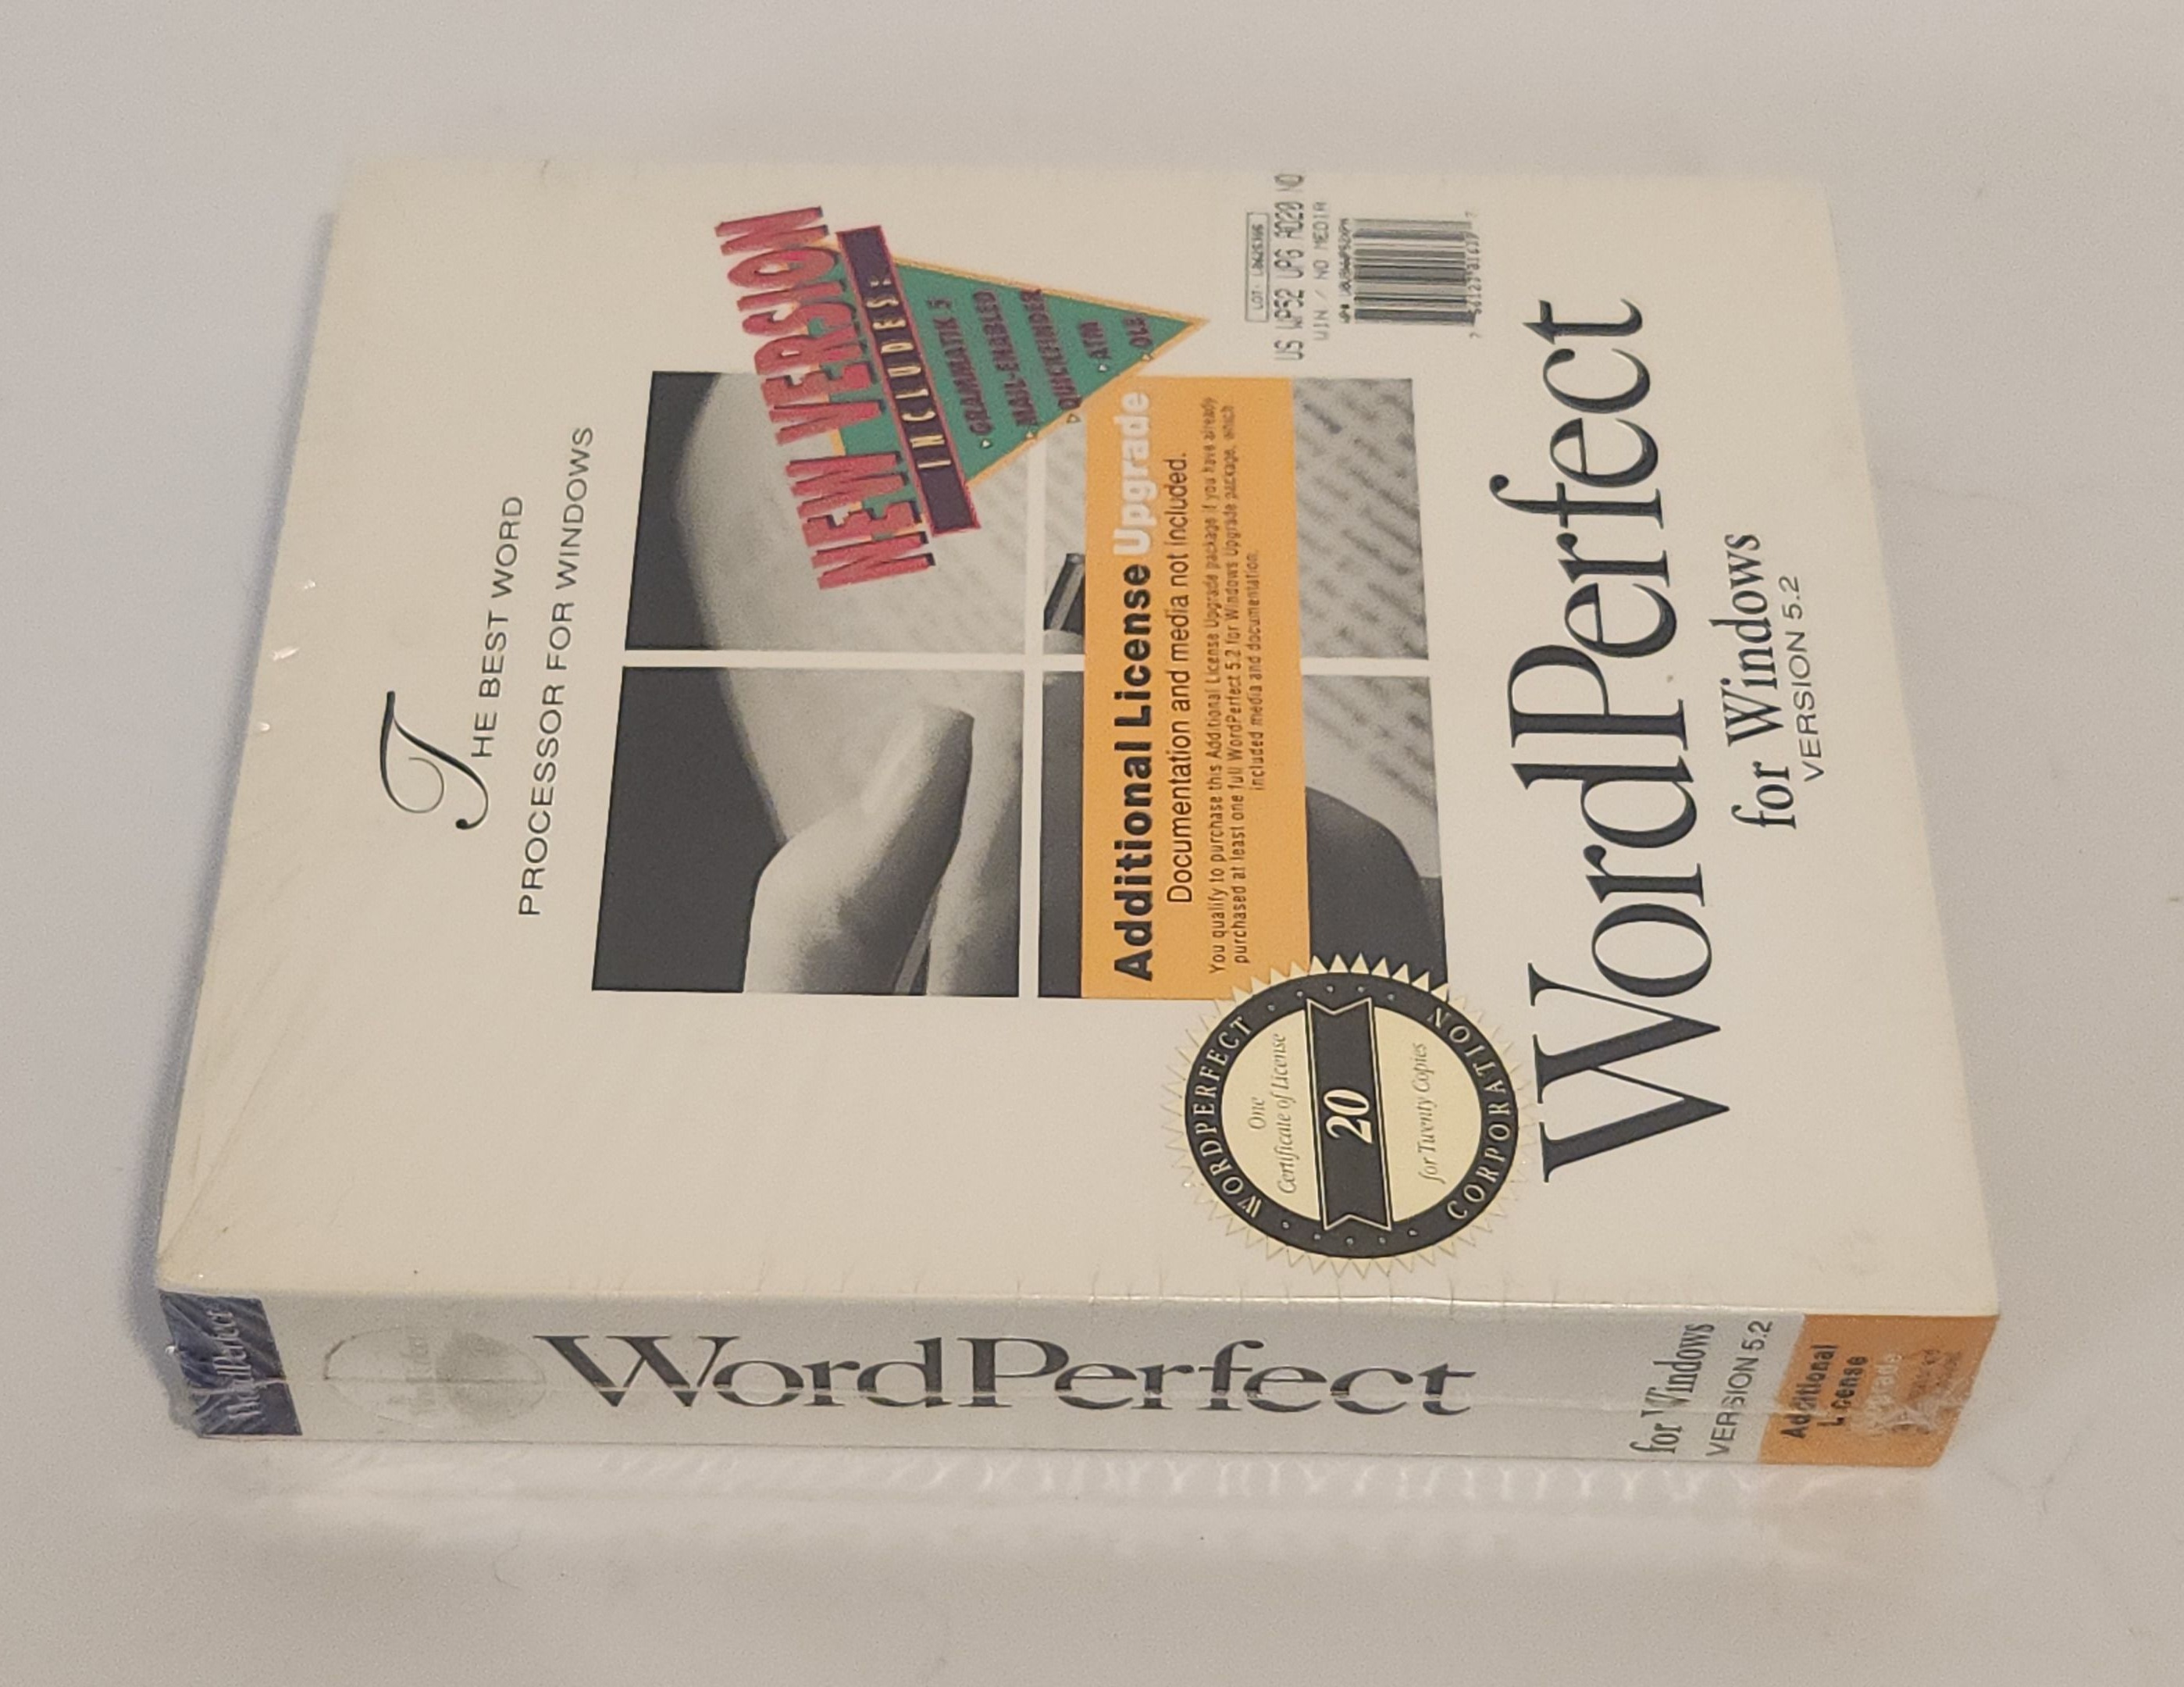 THE BEST WORD
PROCESSOR FOR WINDOWS
NEW VERSION
INCLUDES:
GRAMMATIK 5
MAIL-ENABLED
QUICKFINDER
ATM
OLE
Additional License Upgrade
Documentation and media not included.
You qualify to purchase this Additional License Upgrade package if you have already
purchased at least one full WordPerfect 5.2 for Windows Upgrade package, which
included media and documentation.
US WP52 UPG AD20 NO
WIN / NO MEDIA
WORDPERFECT
One
Certificate of License
20
for Twenty Copies
CORPORATION
WordPerfect
for Windows
VERSION 5.2
WordPerfect
WordPerfect
for Windows
VERSION 5.2
Additional
License
Upgrade